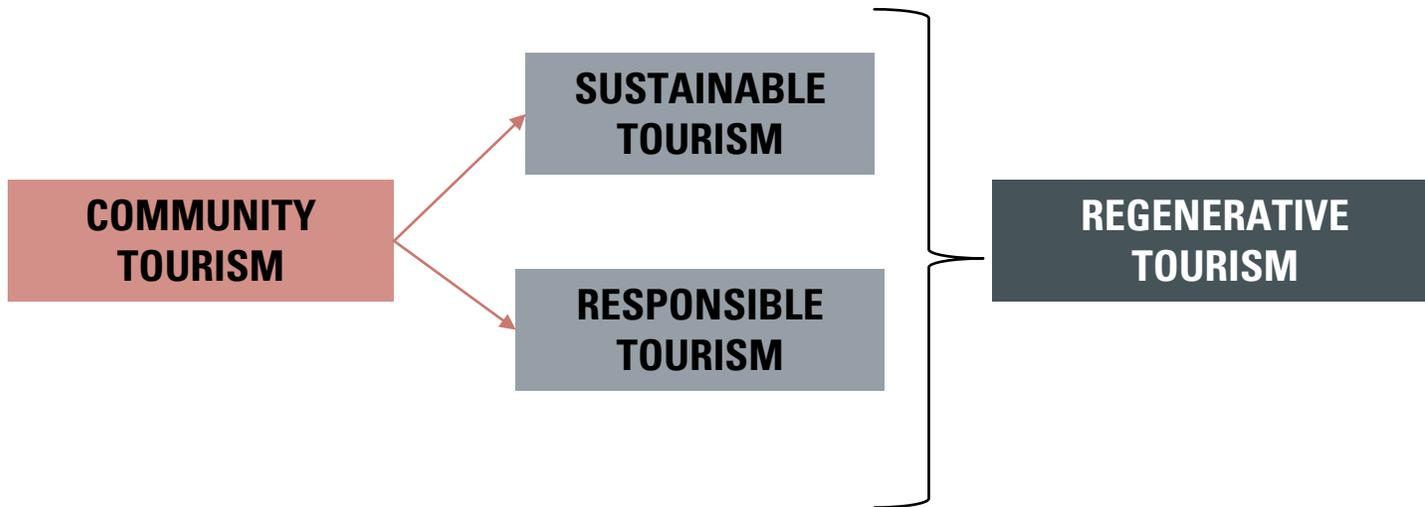 COMMUNITY
TOURISM
SUSTAINABLE
TOURISM
RESPONSIBLE
TOURISM
REGENERATIVE
TOURISM